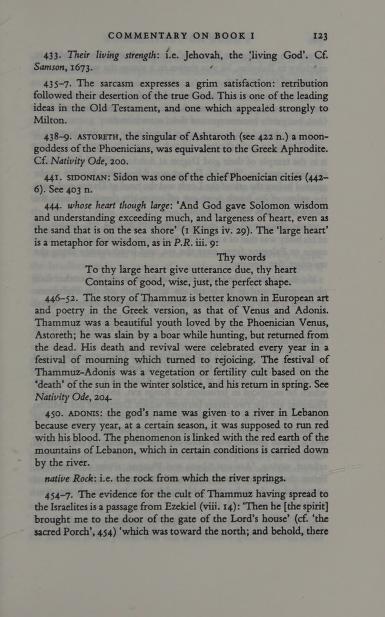 COMMENTARY ON BOOK I 123
433. Their living strength: i.e. Jehovah, the 'living God'. Cf.
Samson, 1673.
435–7. The sarcasm expresses a grim satisfaction: retribution
followed their desertion of the true God. This is one of the leading
ideas in the Old Testament, and one which appealed strongly to
Milton.
438–9. ASTORETH, the singular of Ashtaroth (see 422 n.) a moon-
goddess of the Phoenicians, was equivalent to the Greek Aphrodite.
Cf. Nativity Ode, 200.
441. SIDONIAN: Sidon was one of the chief Phoenician cities (442–
6). See 403 n.
444. whose heart though large: 'And God gave Solomon wisdom
and understanding exceeding much, and largeness of heart, even as
the sand that is on the sea shore' (1 Kings iv. 29). The 'large heart'
is a metaphor for wisdom, as in P.R. iii. 9:
Thy words
To thy large heart give utterance due, thy heart
Contains of good, wise, just, the perfect shape.
446–52. The story of Thammuz is better known in European art
and poetry in the Greek version, as that of Venus and Adonis.
Thammuz was a beautiful youth loved by the Phoenician Venus,
Astoreth; he was slain by a boar while hunting, but returned from
the dead. His death and revival were celebrated every year in a
festival of mourning which turned to rejoicing. The festival of
Thammuz-Adonis was a vegetation or fertility cult based on the
'death' of the sun in the winter solstice, and his return in spring. See
Nativity Ode, 204.
450. ADONIS: the god's name was given to a river in Lebanon
because every year, at a certain season, it was supposed to run red
with his blood. The phenomenon is linked with the red earth of the
mountains of Lebanon, which in certain conditions is carried down
by the river.
native Rock: i.e. the rock from which the river springs.
454–7. The evidence for the cult of Thammuz having spread to
the Israelites is a passage from Ezekiel (viii. 14): 'Then he [the spirit]
brought me to the door of the gate of the Lord's house' (cf. 'the
sacred Porch', 454) 'which was toward the north; and behold, there